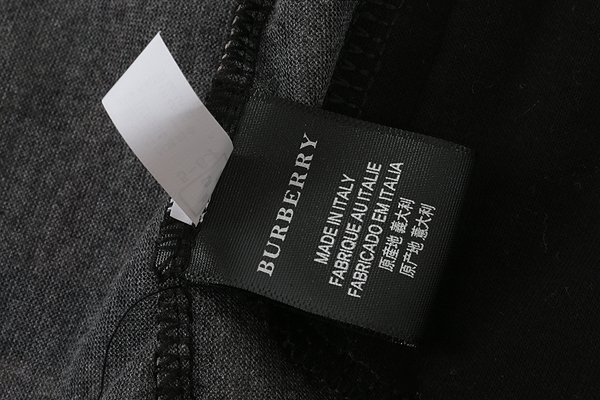 BURBERRY
MADE IN ITALY
FABRIQUE AU ITALIE
FABRICADO EM ITALIA
原産地 義大利
原产地 意大利